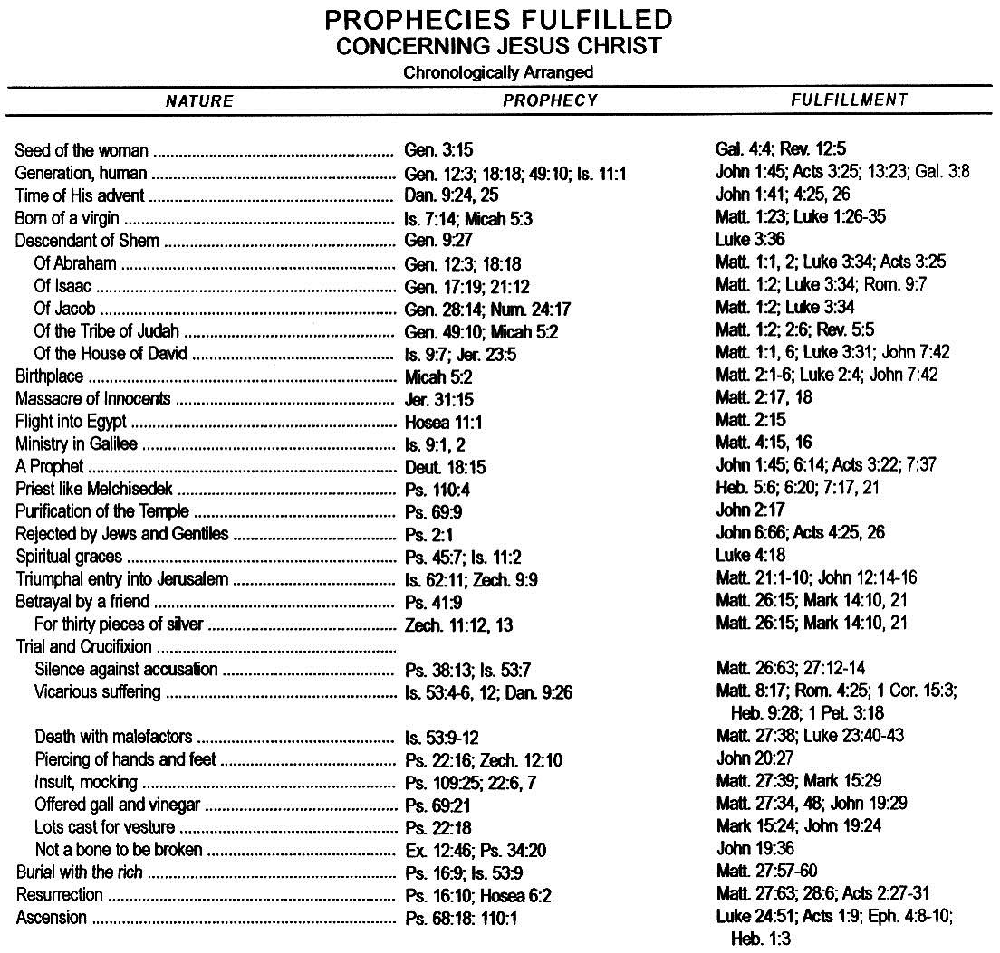 PROPHECIES FULFILLED
CONCERNING JESUS CHRIST
Chronologically Arranged
NATURE PROPHECY FULFILLMENT
Seed of the woman ........ Gen. 3:15 Gal. 4:4; Rev. 12:5
Generation, human ........ Gen. 12:3; 18:18; 49:10; Is. 11:1 John 1:45; Acts 3:25; 13:23; Gal. 3:8
Time of His advent ........ Dan. 9:24, 25 John 1:41; 4:25, 26
Born of a virgin ........ Is. 7:14; Micah 5:3 Matt. 1:23; Luke 1:26-35
Descendant of Shem ........ Gen. 9:27 Luke 3:36
Of Abraham ........ Gen. 12:3; 18:18 Matt. 1:1, 2; Luke 3:34; Acts 3:25
Of Isaac ........ Gen. 17:19; 21:12 Matt. 1:2; Luke 3:34; Rom. 9:7
Of Jacob ........ Gen. 28:14; Num. 24:17 Matt. 1:2; Luke 3:34
Of the Tribe of Judah ........ Gen. 49:10; Micah 5:2 Matt. 1:2; 2:6; Rev. 5:5
Of the House of David ........ Is. 9:7; Jer. 23:5 Matt. 1:1, 6; Luke 3:31; John 7:42
Birthplace ........ Micah 5:2 Matt. 2:1-6; Luke 2:4; John 7:42
Massacre of Innocents ........ Jer. 31:15 Matt. 2:17, 18
Flight into Egypt ........ Hosea 11:1 Matt. 2:15
Ministry in Galilee ........ Is. 9:1, 2 Matt. 4:15, 16
A Prophet ........ Deut. 18:15 John 1:45; 6:14; Acts 3:22; 7:37
Priest like Melchisedek ........ Ps. 110:4 Heb. 5:6; 6:20; 7:17, 21
Purification of the Temple ........ Ps. 69:9 John 2:17
Rejected by Jews and Gentiles ........ Ps. 2:1 John 6:66; Acts 4:25, 26
Spiritual graces ........ Ps. 45:7; Is. 11:2 Luke 4:18
Triumphal entry into Jerusalem ........ Is. 62:11; Zech. 9:9 Matt. 21:1-10; John 12:14-16
Betrayal by a friend ........ Ps. 41:9 Matt. 26:15; Mark 14:10, 21
For thirty pieces of silver ........ Zech. 11:12, 13 Matt. 26:15; Mark 14:10, 21
Trial and Crucifixion ........
Silence against accusation ........ Ps. 38:13; Is. 53:7 Matt. 26:63; 27:12-14
Vicarious suffering ........ Is. 53:4-6, 12; Dan. 9:26 Matt. 8:17; Rom. 4:25; 1 Cor. 15:3;
Heb. 9:28; 1 Pet. 3:18
Death with malefactors ........ Is. 53:9-12 Matt. 27:38; Luke 23:40-43
Piercing of hands and feet ........ Ps. 22:16; Zech. 12:10 John 20:27
Insult, mocking ........ Ps. 109:25; 22:6, 7 Matt. 27:39; Mark 15:29
Offered gall and vinegar ........ Ps. 69:21 Matt. 27:34, 48; John 19:29
Lots cast for vesture ........ Ps. 22:18 Mark 15:24; John 19:24
Not a bone to be broken ........ Ex. 12:46; Ps. 34:20 John 19:36
Burial with the rich ........ Ps. 16:9; Is. 53:9 Matt. 27:57-60
Resurrection ........ Ps. 16:10; Hosea 6:2 Matt. 27:63; 28:6; Acts 2:27-31
Ascension ........ Ps. 68:18: 110:1 Luke 24:51; Acts 1:9; Eph. 4:8-10;
Heb. 1:3